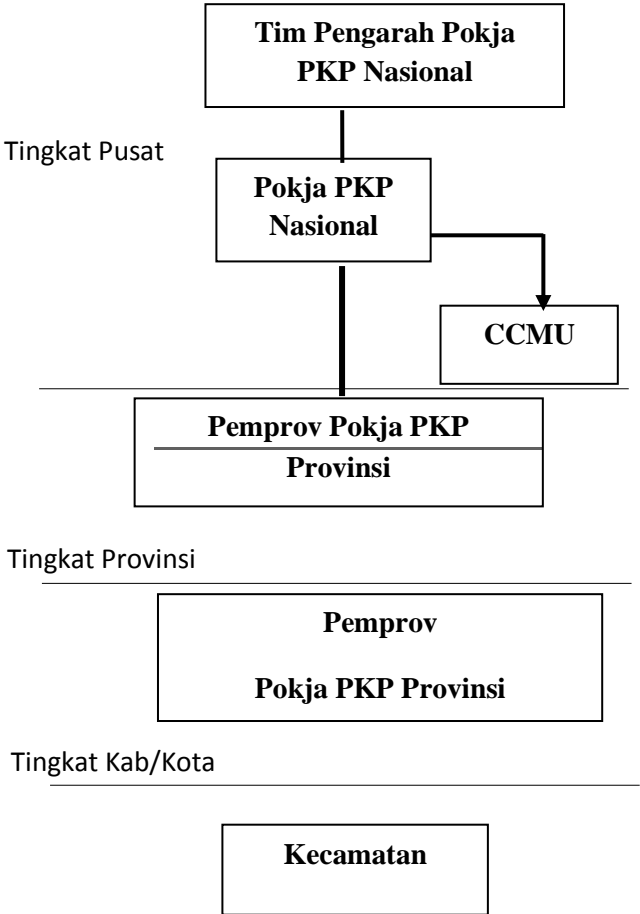 Tim Pengarah Pokja
PKP Nasional
Tingkat Pusat
Pokja PKP
Nasional
CCMU
Pemprov Pokja PKP
Provinsi
Tingkat Provinsi
Pemprov
Pokja PKP Provinsi
Tingkat Kab/Kota
Kecamatan